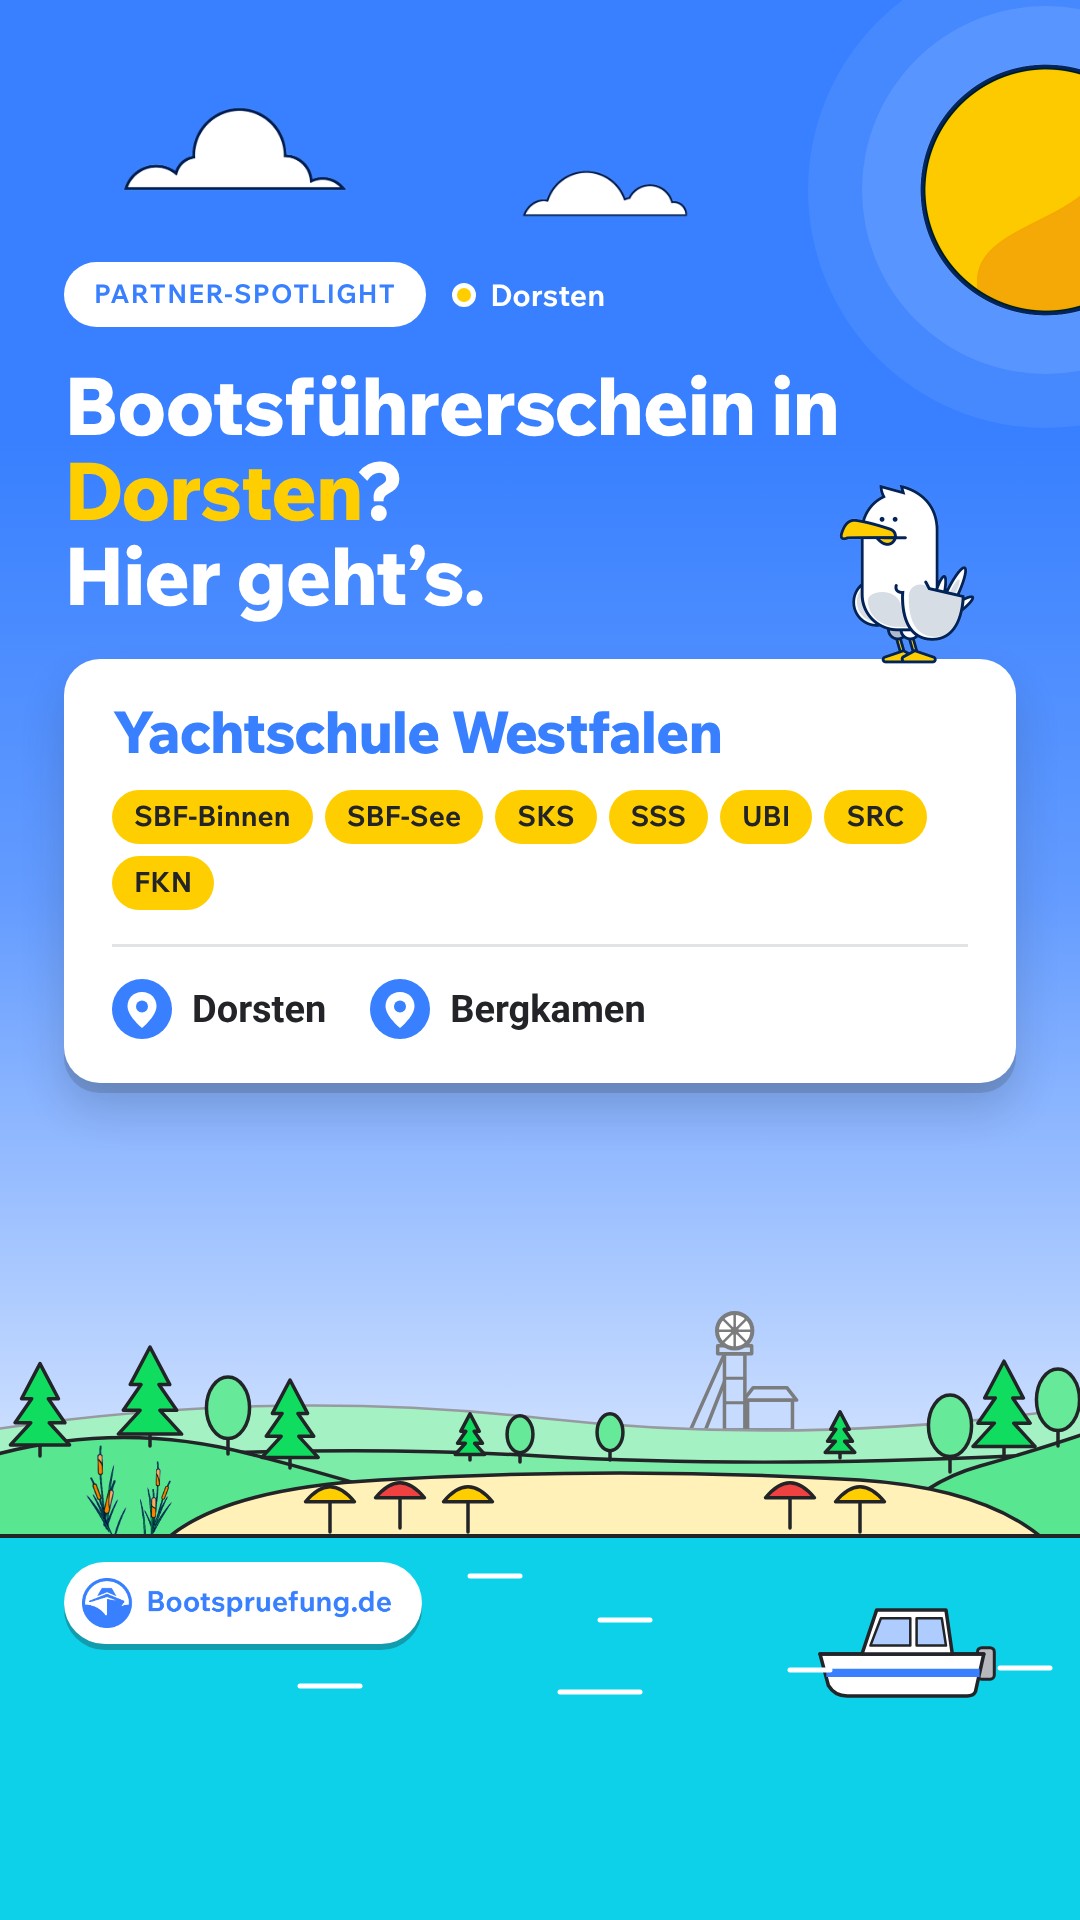 PARTNER-SPOTLIGHT
Dorsten
Bootsführerschein in
Dorsten?
Hier geht’s.
Yachtschule Westfalen
SBF-Binnen SBF-See SKS SSS UBI SRC
FKN
Dorsten Bergkamen
Bootspruefung.de